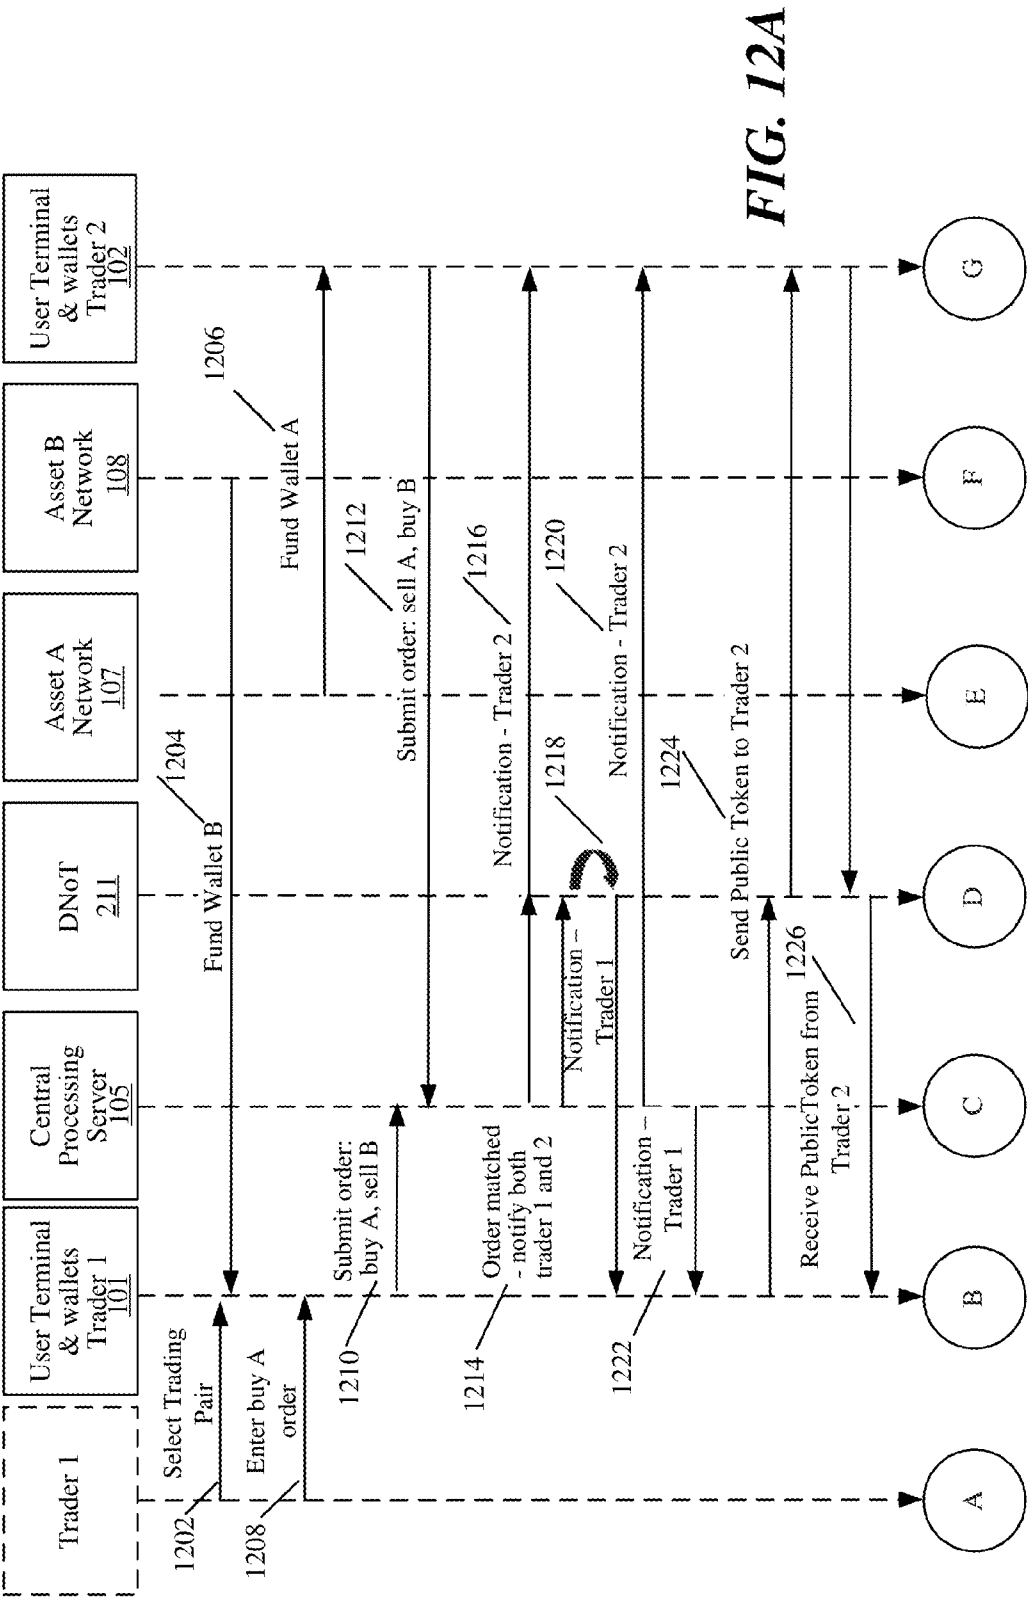 Trader 1
User Terminal
& wallets
Trader 1
101
Central
Processing
Server
105
DNoT
211
Asset A
Network
107
Asset B
Network
108
User Terminal
& wallets
Trader 2
102
1202
Select Trading
Pair
Fund Wallet B
1204
Fund Wallet A
1206
1208
Enter buy A
order
1210
Submit order:
buy A, sell B
Submit order: sell A, buy B
1212
1214
Order matched
- notify both
trader 1 and 2
Notification - Trader 2
1216
Notification –
Trader 1
1218
Notification - Trader 2
1220
1222
Notification –
Trader 1
Send Public Token to Trader 2
1224
Receive PublicToken from
Trader 2
1226
A
B
C
D
E
F
G
FIG. 12A